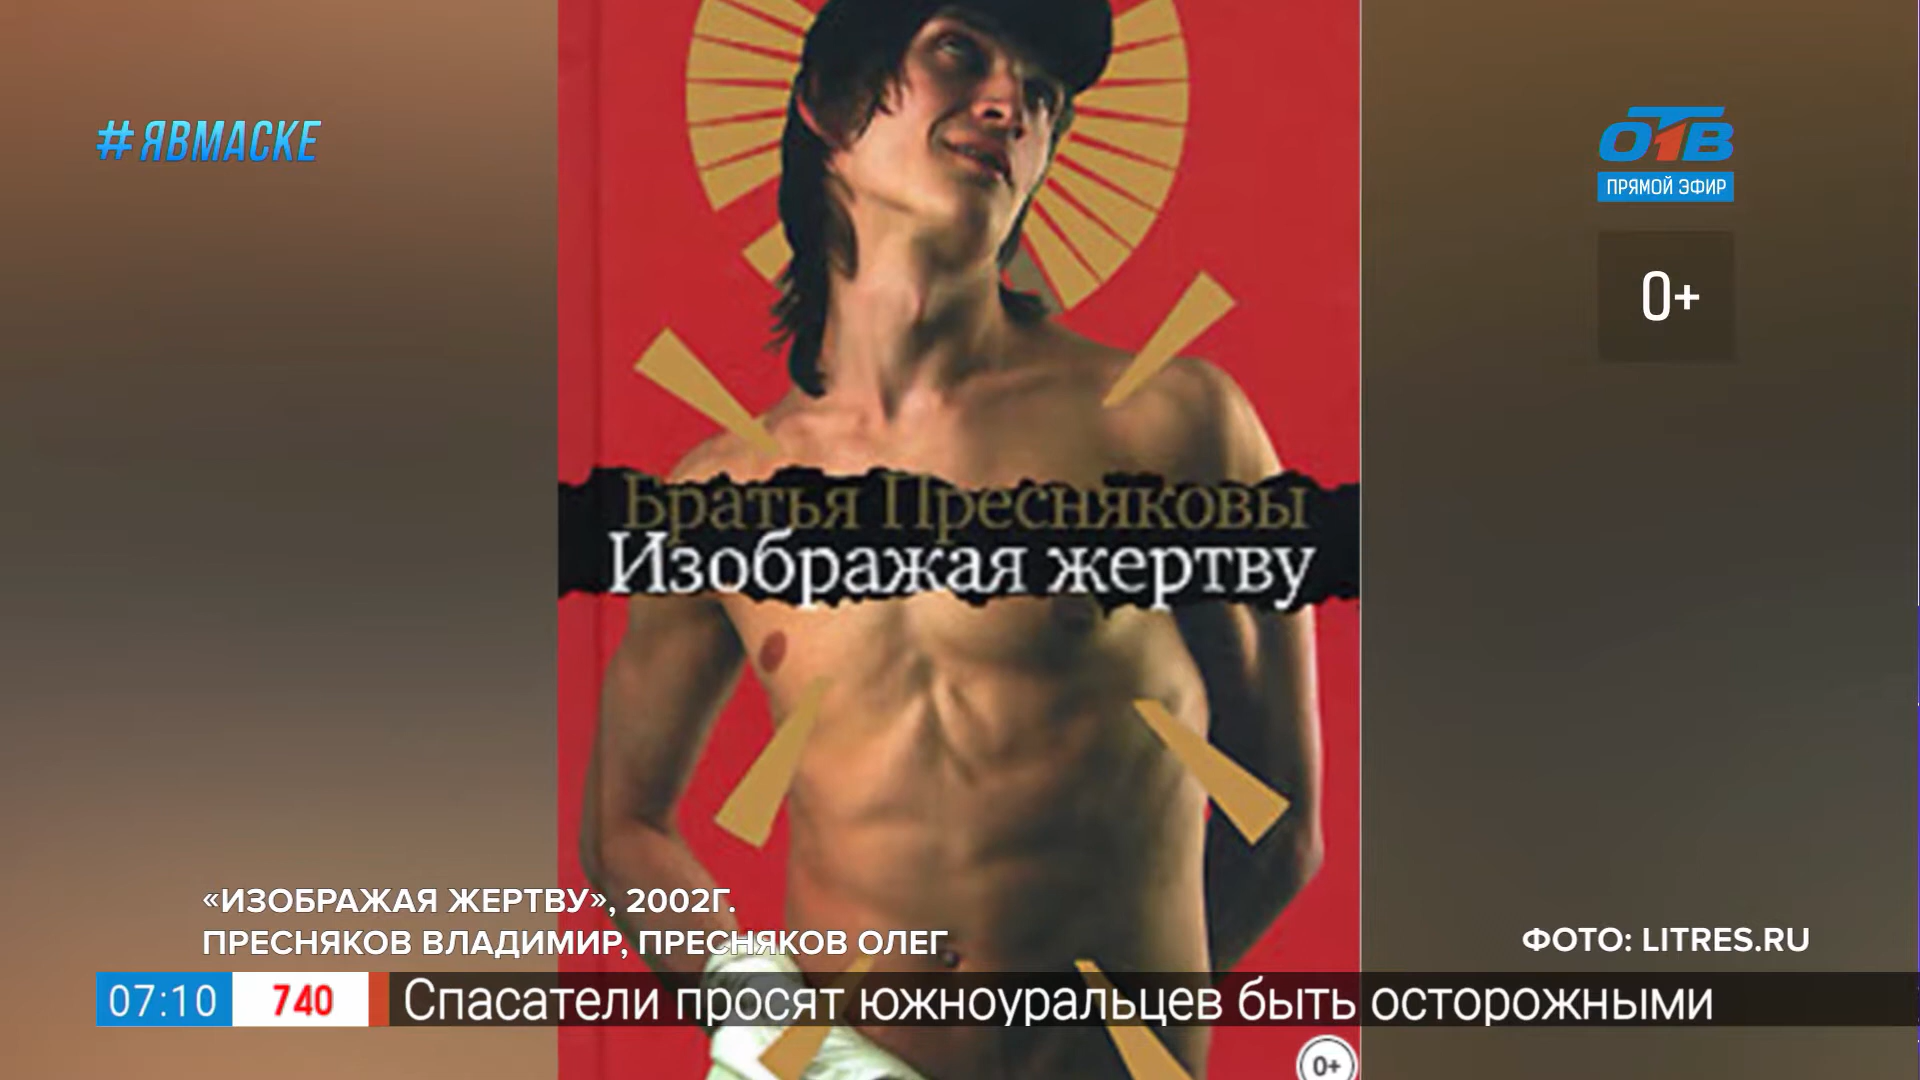 #ЯВМАСКЕ
ОТВ
ПРЯМОЙ ЭФИР
0+
Братья Пресняковы
Изображая жертву
«ИЗОБРАЖАЯ ЖЕРТВУ», 2002Г.
ПРЕСНЯКОВ ВЛАДИМИР, ПРЕСНЯКОВ ОЛЕГ
ФОТО: LITRES.RU
07:10 740 Спасатели просят южноуральцев быть осторожными
0+